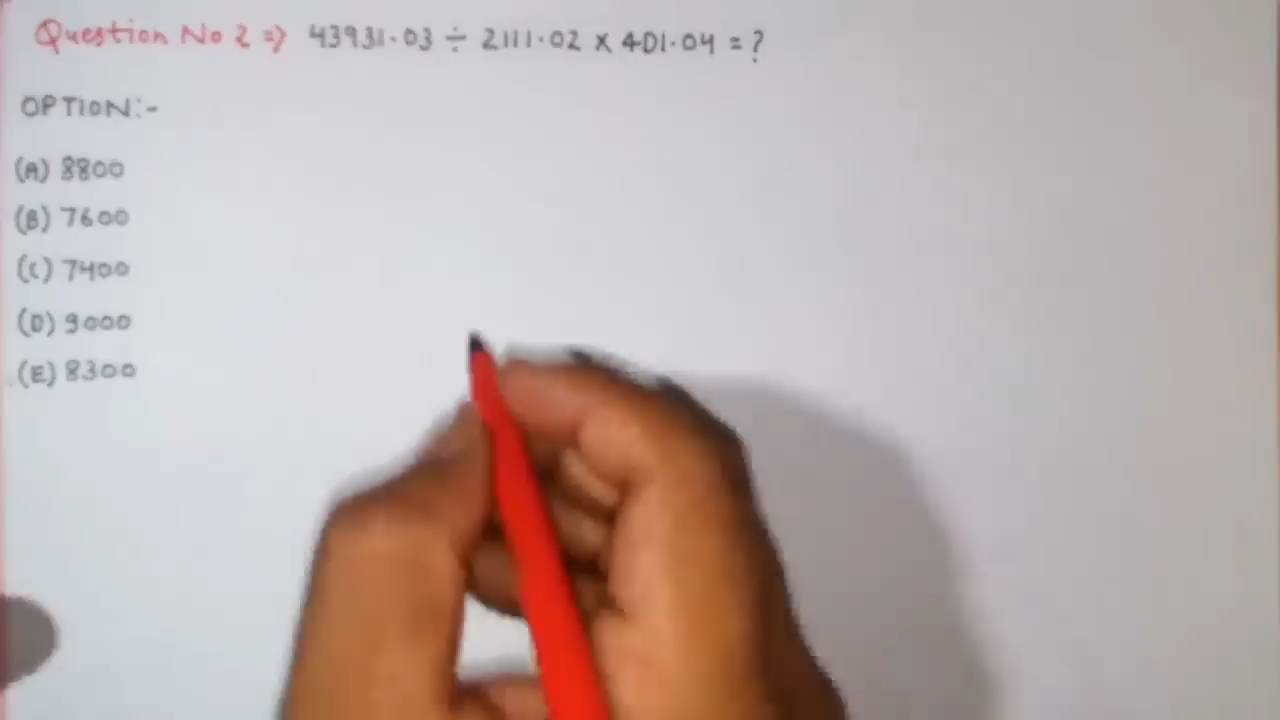 Question No 2 => 43931.03 ÷ 2111.02 x 401.04 = ?
OPTION:-
(A) 8800
(B) 7600
(C) 7400
(D) 9000
(E) 8300